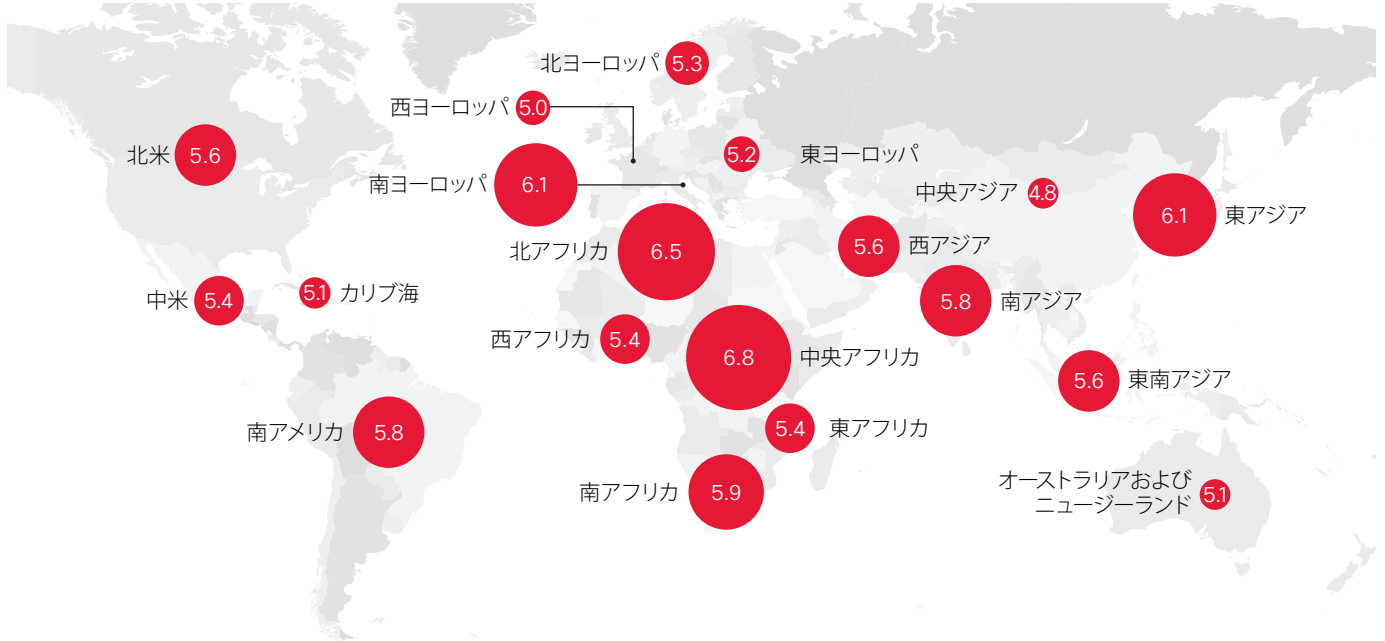 北ヨーロッパ 5.3
西ヨーロッパ 5.0
北米 5.6
5.2 東ヨーロッパ
南ヨーロッパ 6.1
中央アジア 4.8
6.1 東アジア
北アフリカ 6.5
5.6 西アジア
中米 5.4
5.1 カリブ海
5.8 南アジア
西アフリカ 5.4
6.8 中央アフリカ
5.6 東南アジア
南アメリカ 5.8
5.4 東アフリカ
南アフリカ 5.9
オーストラリアおよび
ニュージーランド 5.1